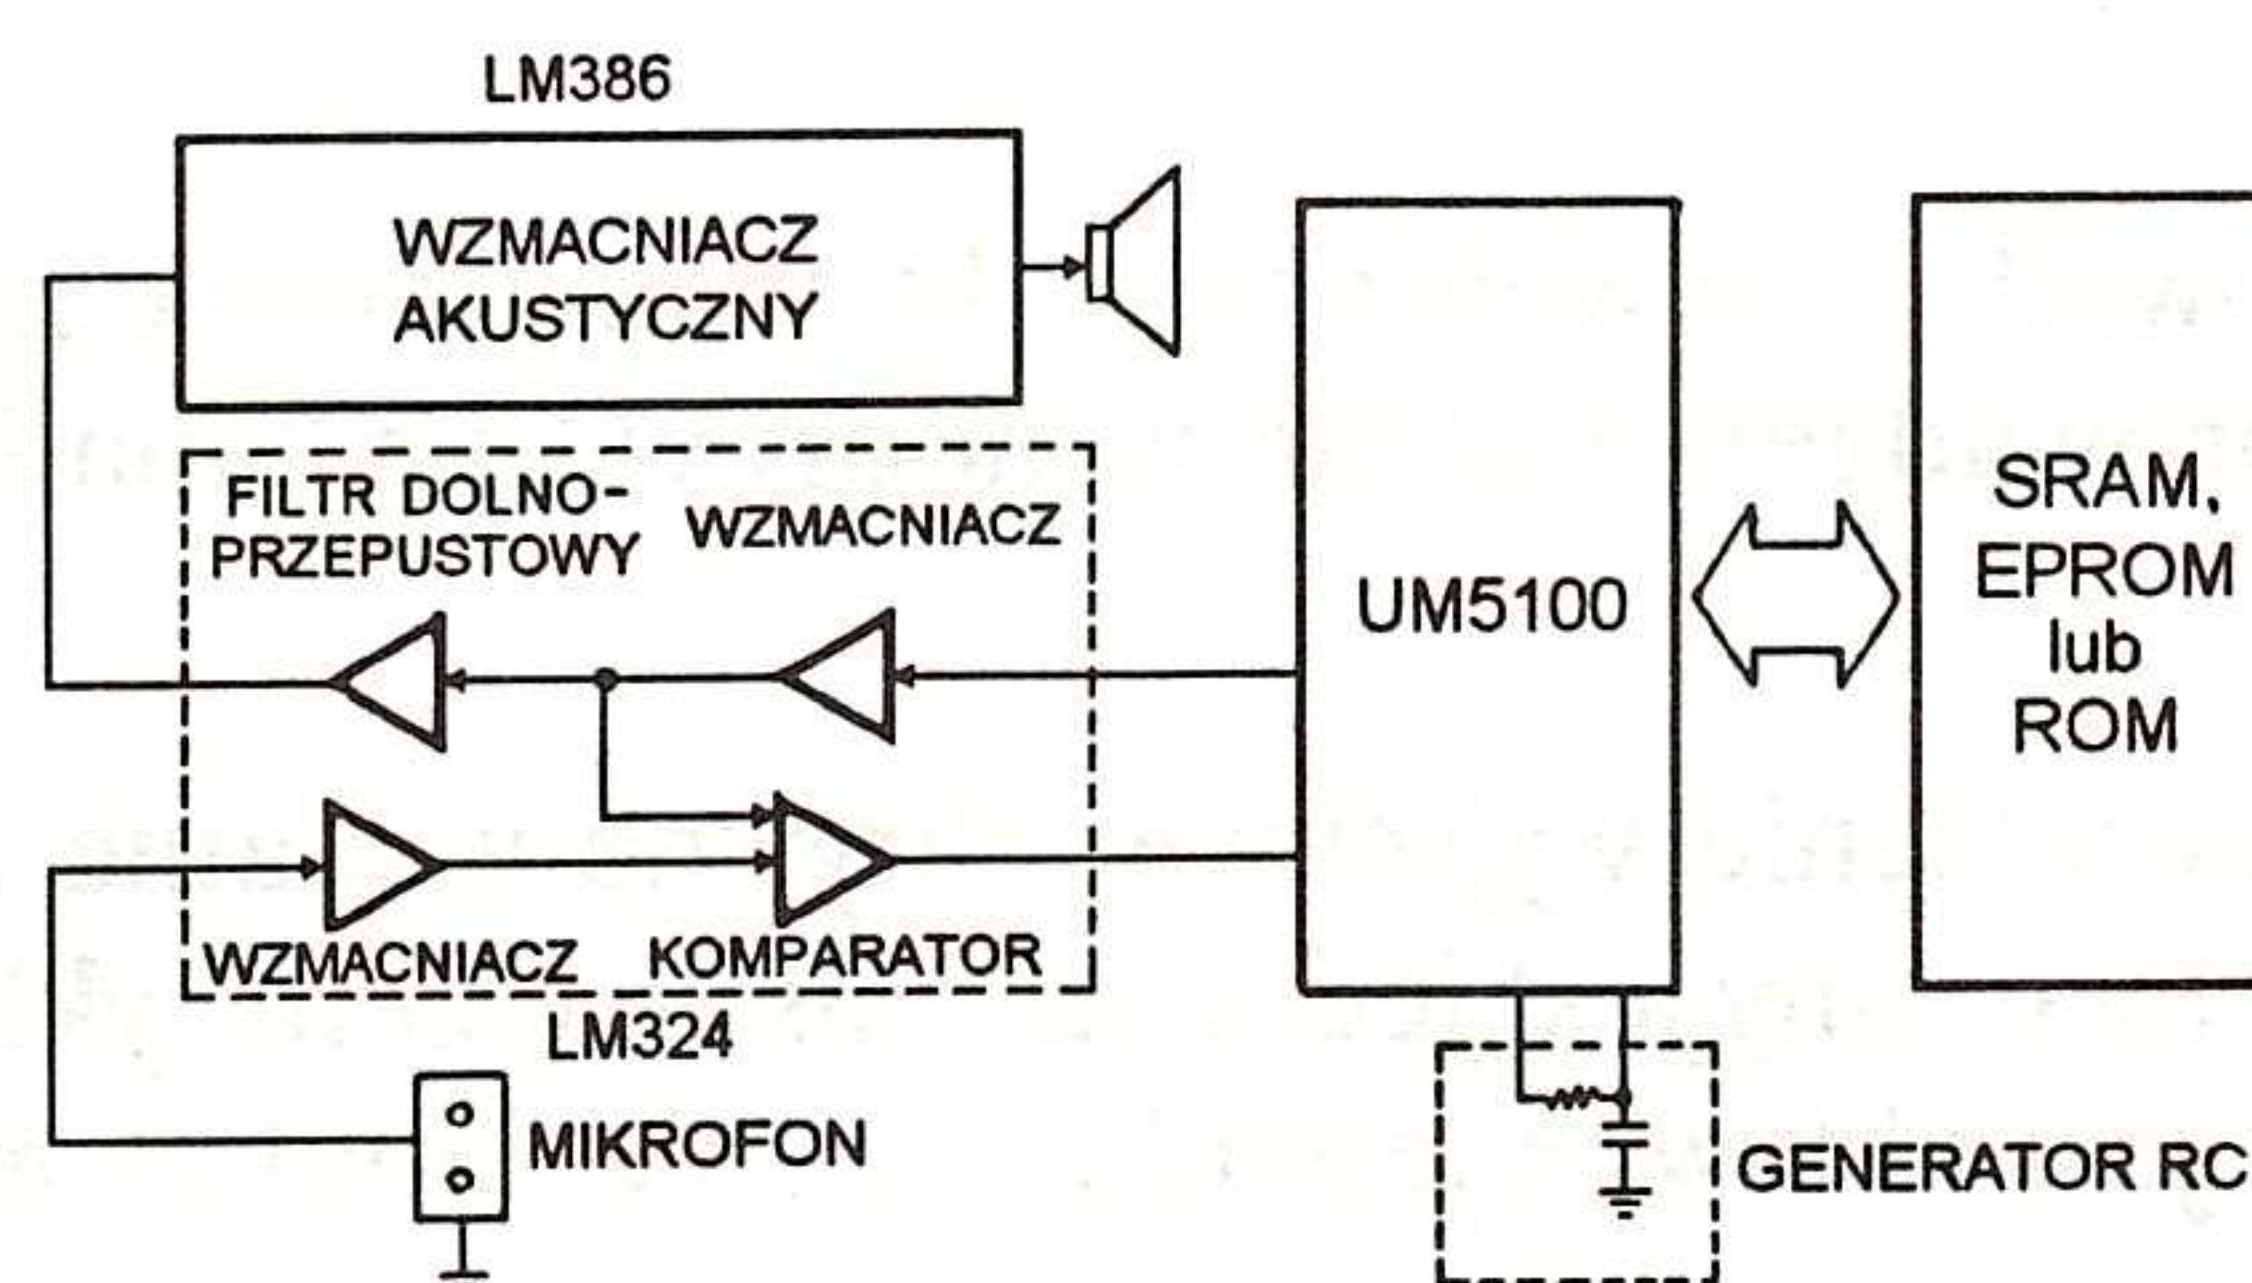 LM386
WZMACNIACZ
AKUSTYCZNY
FILTR DOLNO-
PRZEPUSTOWY
WZMACNIACZ
WZMACNIACZ
KOMPARATOR
LM324
MIKROFON
UM5100
SRAM,
EPROM
lub
ROM
GENERATOR RC